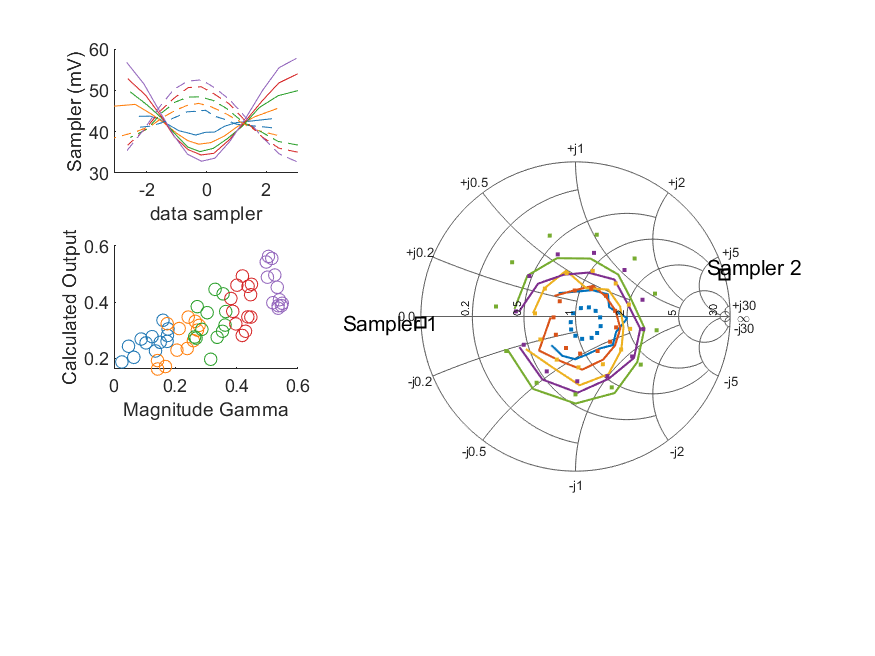 60
50
40
30
Sampler (mV)
-2 0 2
data sampler
0.6
0.4
0.2
Calculated Output
0 0.2 0.4 0.6
Magnitude Gamma
+j1
+j0.5
+j2
+j0.2
+j5
Sampler 2
+j30
0.0
0.2
0.5
1
2
5
30
∞
Sampler 1
-j30
-j0.2
-j5
-j0.5
-j2
-j1